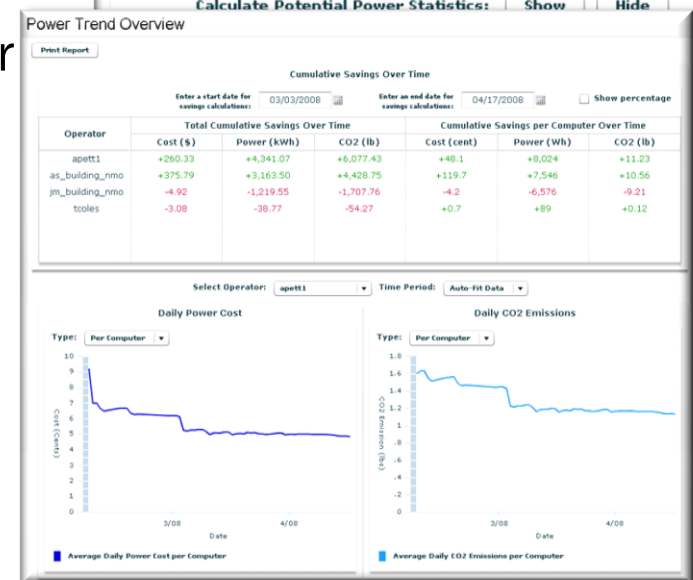 Calculate Potential Power Statistics: Show Hide
r
Power Trend Overview
Print Report
Cumulative Savings Over Time
Enter a start date for savings calculations: 03/03/2008 Enter an end date for savings calculations: 04/17/2008 Show percentage
Operator Total Cumulative Savings Over Time Cumulative Savings per Computer Over Time
Cost ($) Power (kWh) CO2 (lb) Cost (cent) Power (Wh) CO2 (lb)
apett1 +260.33 +4,341.07 +6,077.43 +48.1 +8,024 +11.23
as_building_nmo +375.79 +3,163.50 +4,428.75 +119.7 +7,546 +10.56
jm_building_nmo -4.92 -1,219.55 -1,707.76 -4.2 -6,576 -9.21
tcoles -3.08 -38.77 -54.27 +0.7 +89 +0.12
Select Operator: apett1 Time Period: Auto-Fit Data
Daily Power Cost
Type: Per Computer
10
9
8
7
6
5
4
3
2
1
0
Cost (Cents)
3/08 4/08
Date
Average Daily Power Cost per Computer
Daily CO2 Emissions
Type: Per Computer
1.8
1.6
1.4
1.2
1
.8
.6
.4
.2
0
CO2 Emission (lbs)
3/08 4/08
Date
Average Daily CO2 Emissions per Computer